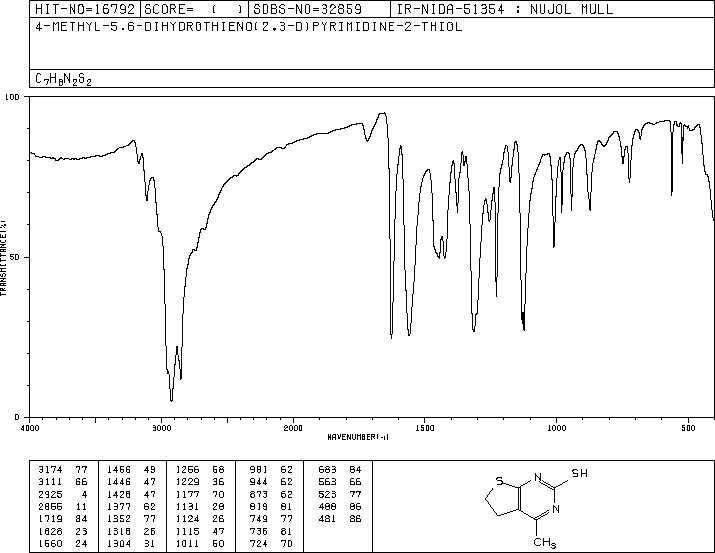 HIT-NO=16792 SCORE= ( ) SDBS-NO=32859 IR-NIDA-51354 : NUJOL MULL
4-METHYL-5,6-DIHYDROTHIENO(2,3-D)PYRIMIDINE-2-THIOL
C7H8N2S2
100
50
0
TRANSMITTANCE(%)
4000 3000 2000 1500 1000 500
WAVENUMBER(-1)
3174 77 1456 49 1256 58 981 62 683 84
3111 66 1446 47 1229 36 944 62 563 66
2925 4 1428 47 1177 70 873 62 523 77
2855 11 1377 62 1131 28 819 81 488 86
1719 84 1352 77 1124 26 749 77 481 86
1628 23 1318 26 1115 47 736 81
1560 24 1304 31 1011 50 724 70
S N SH
N
CH3